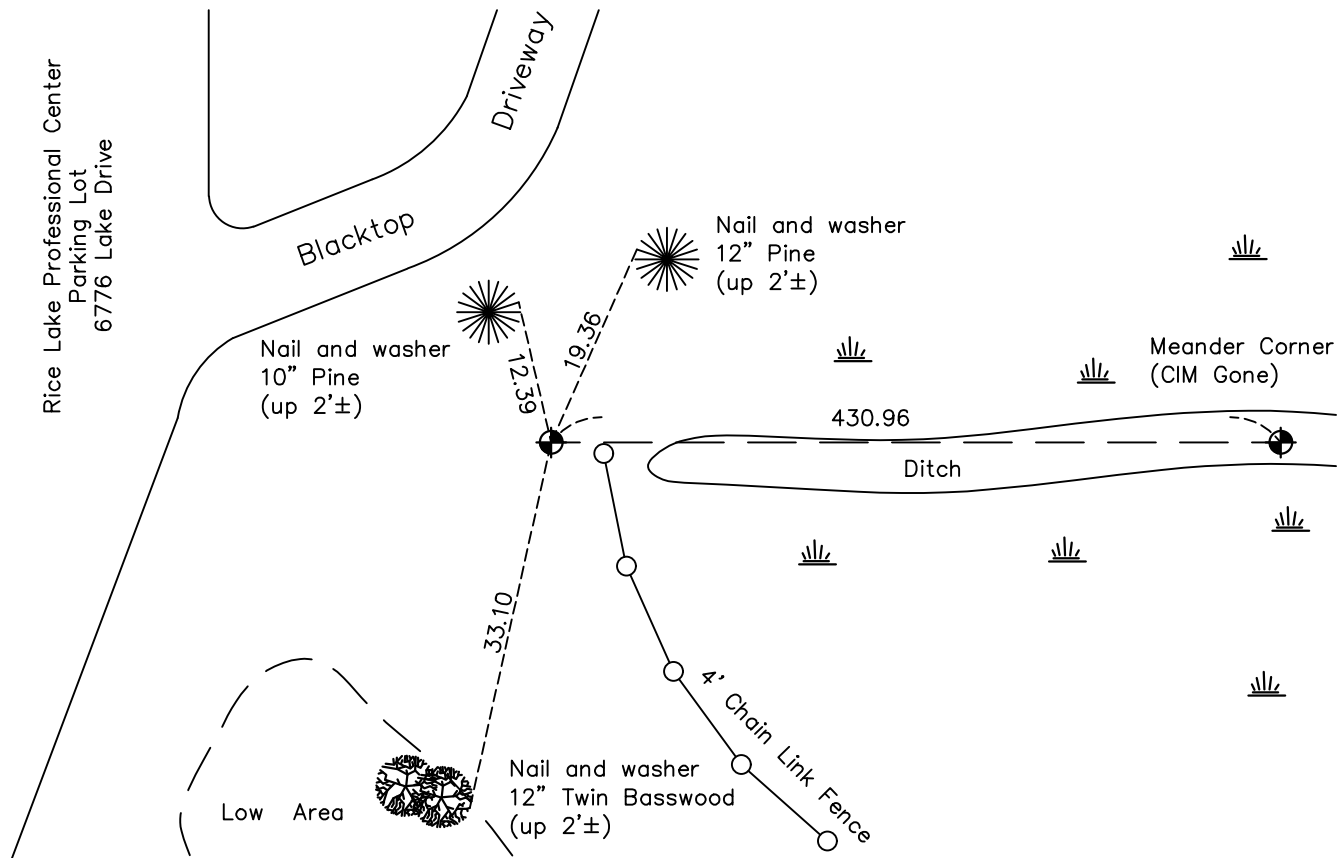 Rice Lake Professional Center
Parking Lot
6776 Lake Drive
Driveway
Blacktop
Nail and washer
12" Pine
(up 2'±)
Nail and washer
10" Pine
(up 2'±)
12.39
19.36
Meander Corner
(CIM Gone)
430.96
Ditch
33.10
4' Chain Link Fence
Nail and washer
12" Twin Basswood
(up 2'±)
Low Area